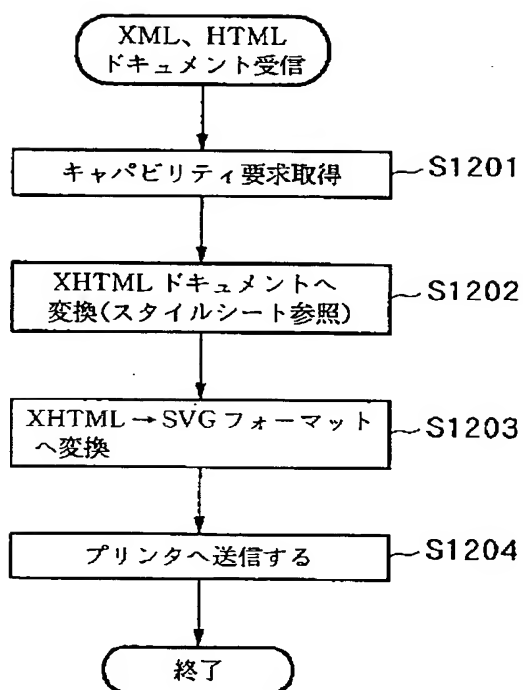 XML、HTML
ドキュメント受信
キャパビリティ要求取得
S1201
XHTML ドキュメントへ
変換(スタイルシート参照)
S1202
XHTML→SVG フォーマット
へ変換
S1203
プリンタへ送信する
S1204
終了